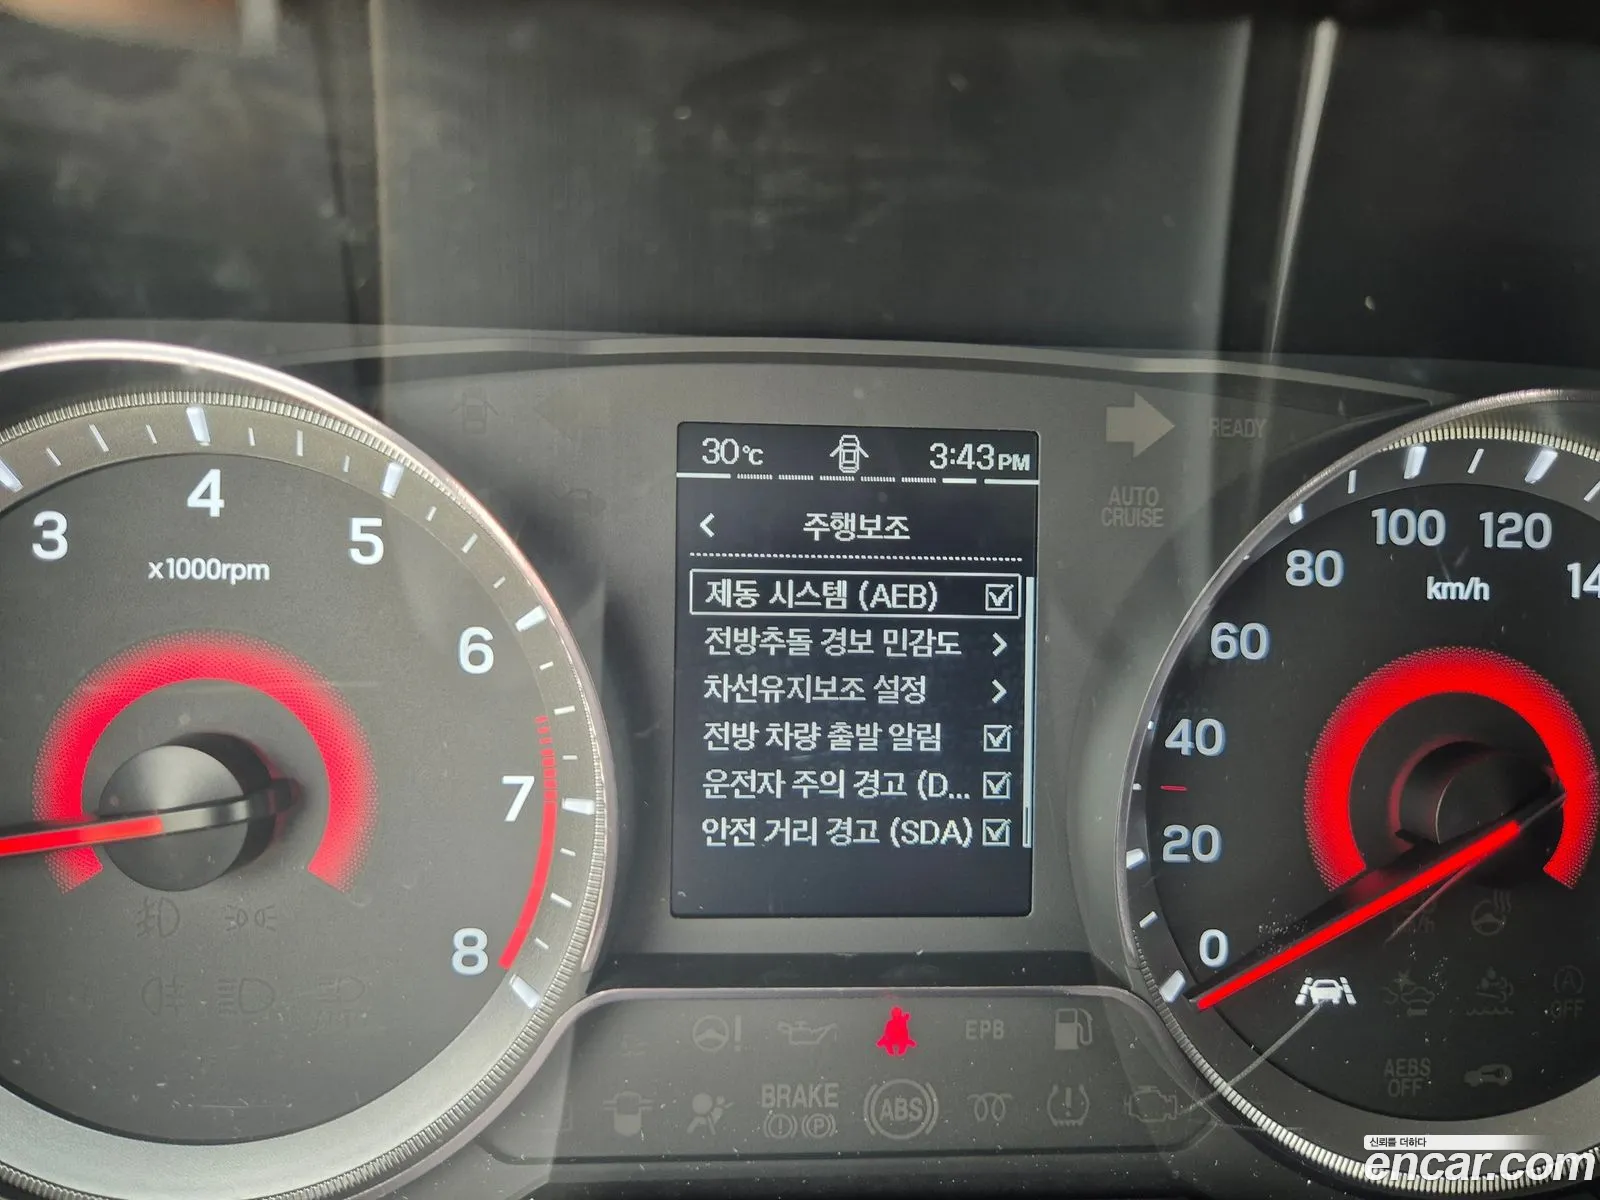 30℃
3:43PM
READY
AUTO
CRUISE
주행보조
제동 시스템 (AEB)
전방추돌 경보 민감도
차선유지보조 설정
전방 차량 출발 알림
운전자 주의 경고 (D...
안전 거리 경고 (SDA)
3
4
5
6
7
8
x1000rpm
0
20
40
60
80
100
120
14
km/h
EPB
BRAKE
(P)
ABS
AEBS
OFF
A
OFF
신뢰를 더하다
encar.com